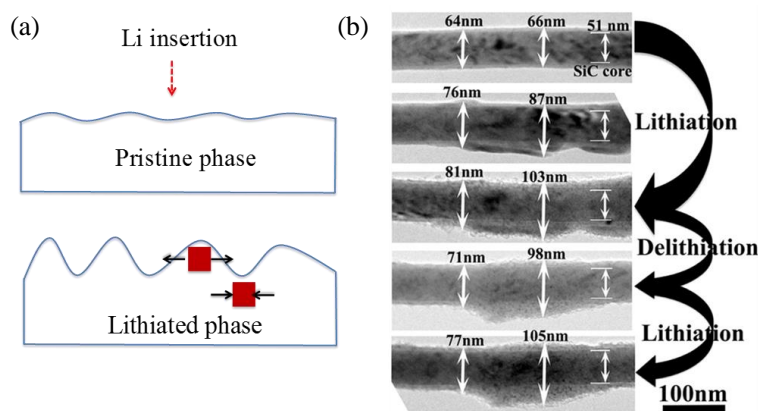 (a)
Li insertion
Pristine phase
Lithiated phase
(b)
64nm 66nm 51 nm
SiC core
76nm 87nm
Lithiation
81nm 103nm
Delithiation
71nm 98nm
Lithiation
77nm 105nm
100nm